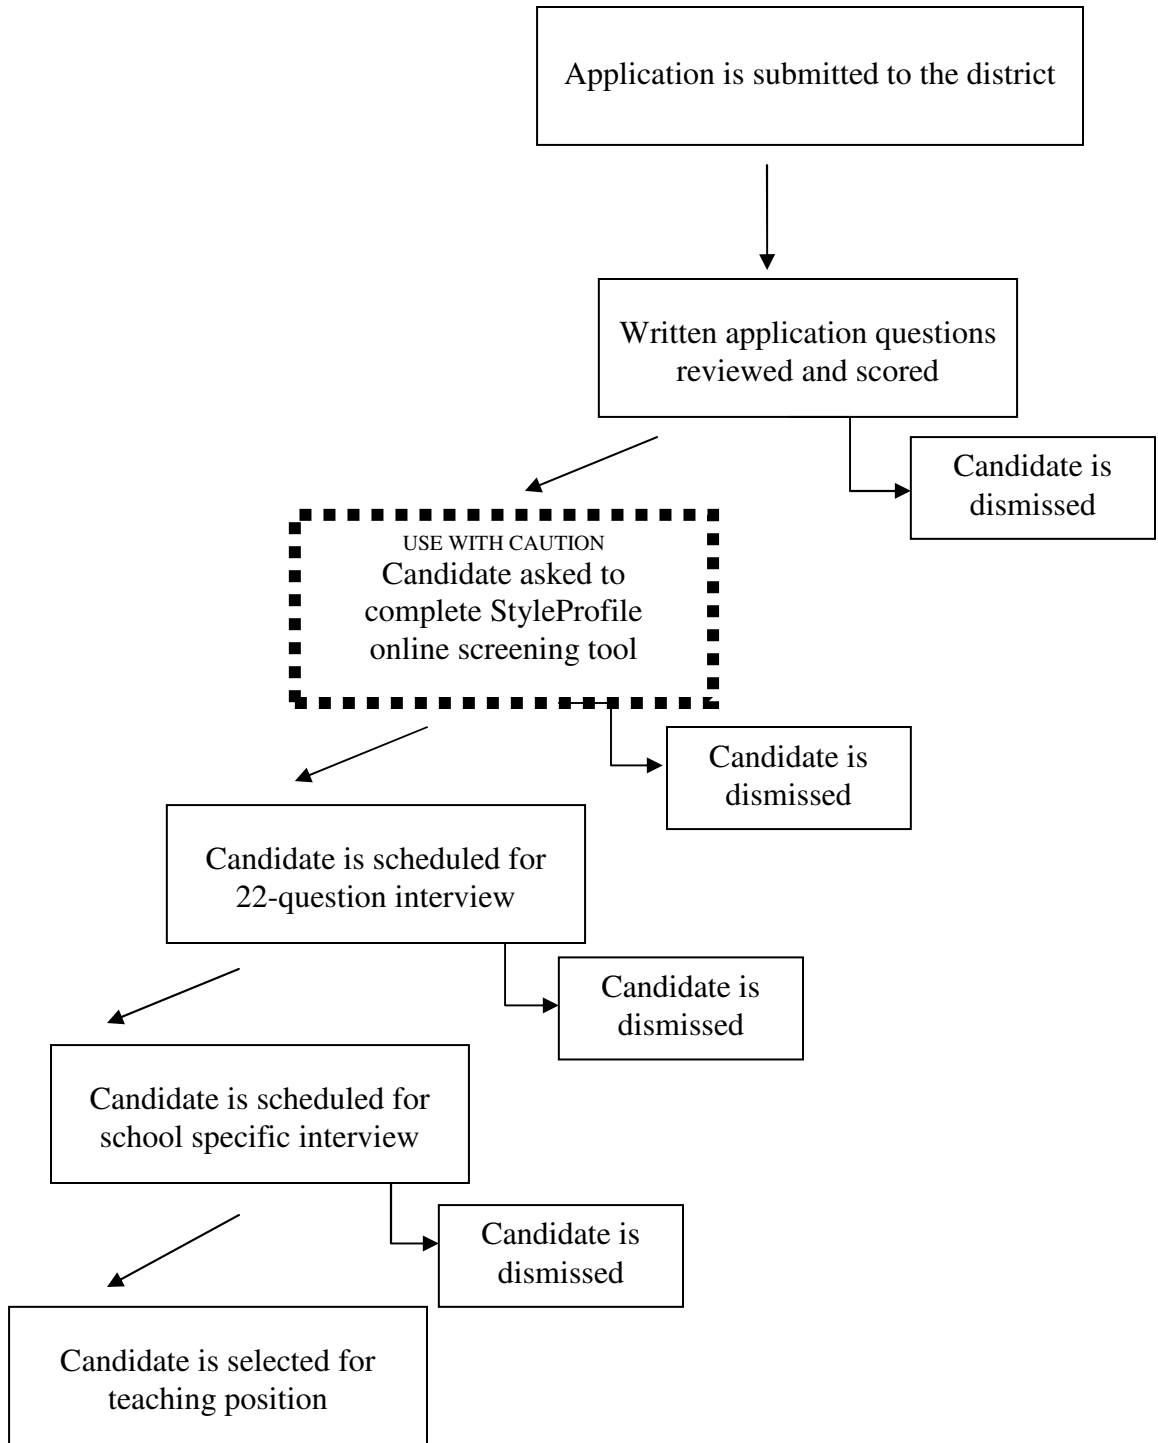 Application is submitted to the district
Written application questions
reviewed and scored
Candidate is
dismissed
USE WITH CAUTION
Candidate asked to
complete StyleProfile
online screening tool
Candidate is
dismissed
Candidate is scheduled for
22-question interview
Candidate is
dismissed
Candidate is scheduled for
school specific interview
Candidate is
dismissed
Candidate is selected for
teaching position